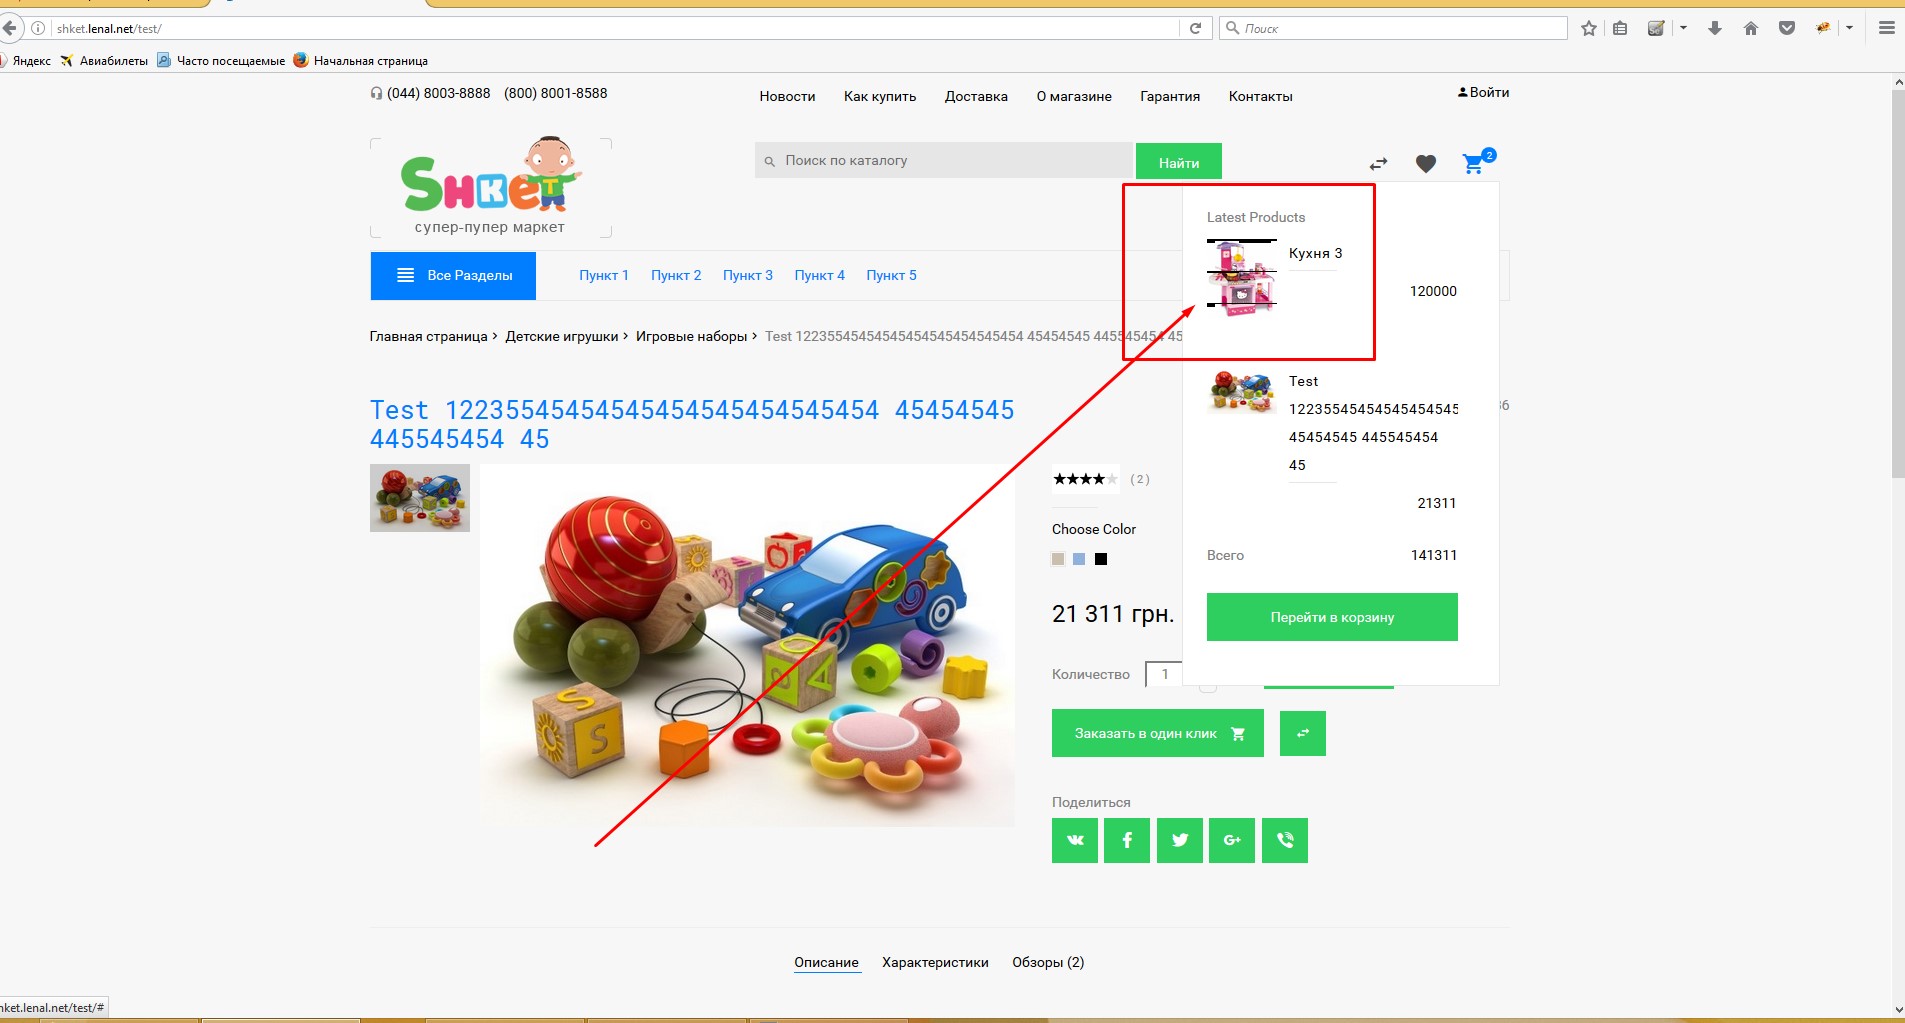 shket.lenal.net/test/
Поиск
Яндекс
Авиабилеты
Часто посещаемые
Начальная страница
(044) 8003-8888 (800) 8001-8588
Новости
Как купить
Доставка
О магазине
Гарантия
Контакты
Войти
SHKET
супер-пупер маркет
Поиск по каталогу
Найти
2
Все Разделы
Пункт 1
Пункт 2
Пункт 3
Пункт 4
Пункт 5
Latest Products
Кухня 3
120000
Test
12235545454545454545
45454545 445545454
45
21311
Всего
141311
Перейти в корзину
Главная страница
Детские игрушки
Игровые наборы
Test 12235545454545454545454545454 45454545 445545454 45
Test 12235545454545454545454545454 45454545
445545454 45
(2)
Choose Color
21 311 грн.
Количество
1
Заказать в один клик
Поделиться
G+
Описание
Характеристики
Обзоры (2)
hket.lenal.net/test/#